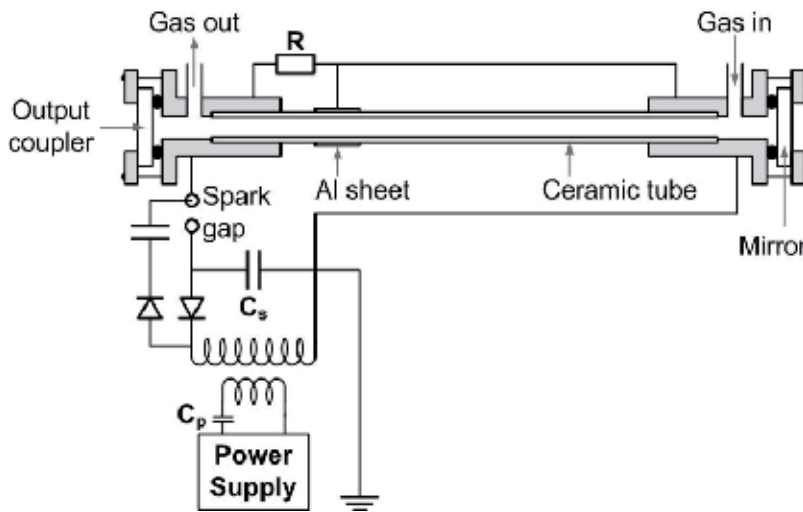 Gas out
R
Gas in
Output
coupler
Spark
gap
Al sheet
Ceramic tube
Mirror
Cs
Cp
Power
Supply